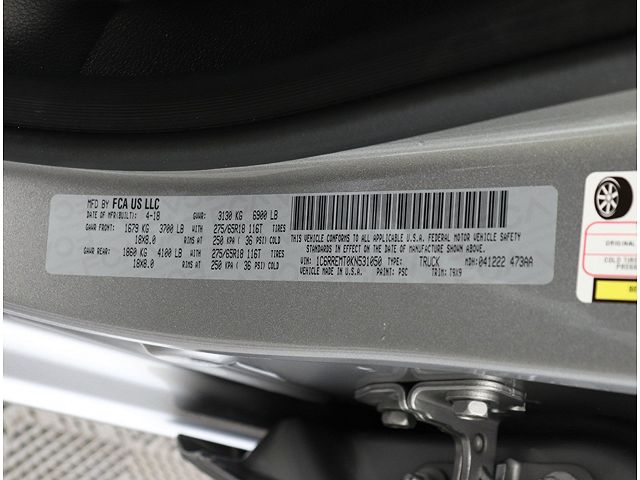 MFD BY FCA US LLC
DATE OF MFR(BUILT): 4-18 GVWR: 3130 KG 6900 LB
GAWR FRONT: 1679 KG 3700 LB WITH 275/65R18 116T TIRES
18X8.0 RIMS AT 250 KPA ( 36 PSI) COLD
GAWR REAR: 1860 KG 4100 LB WITH 275/65R18 116T TIRES
18X8.0 RIMS AT 250 KPA ( 36 PSI) COLD
THIS VEHICLE CONFORMS TO ALL APPLICABLE U.S.A. FEDERAL MOTOR VEHICLE SAFETY
STANDARDS IN EFFECT ON THE DATE OF MANUFACTURE SHOWN ABOVE.
VIN: 1C6RREMT0KN531050 TYPE: TRUCK MDH: 041222 473AA
MADE IN U.S.A. PAINT: PSC TRIM: T9X9
ORIGINAL
COLD TIRE